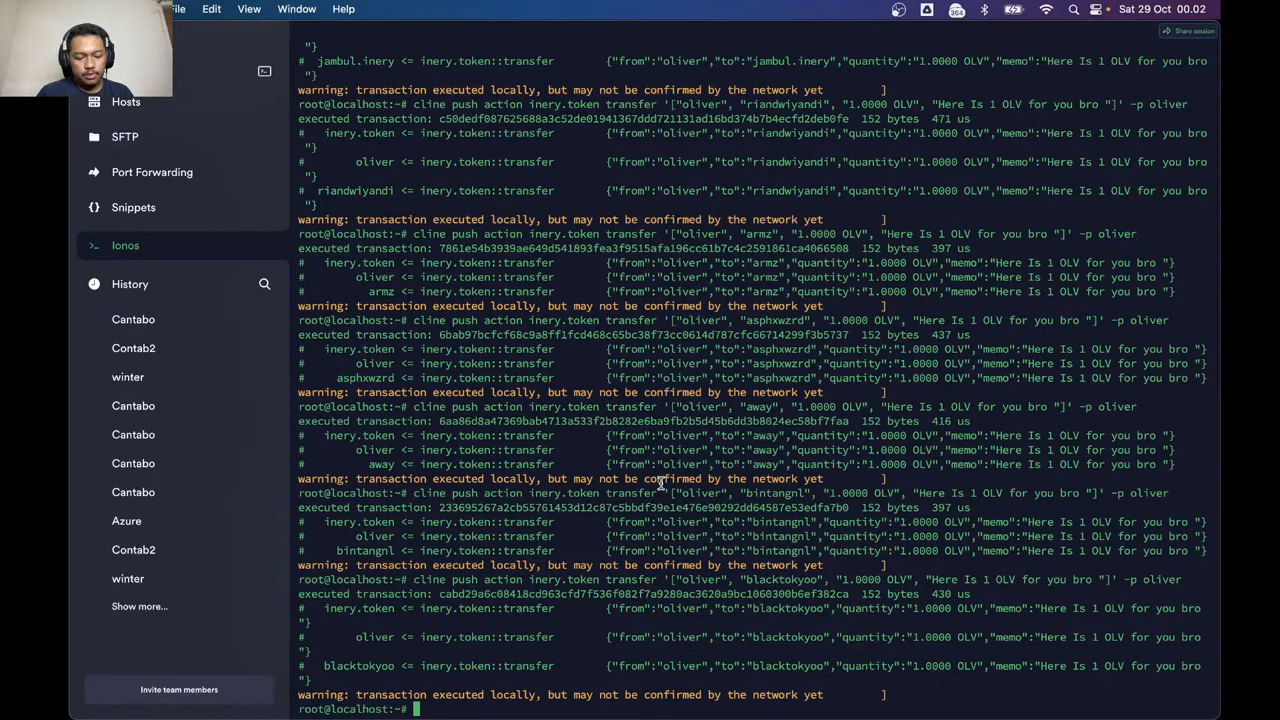 File Edit View Window Help 364 Sat 29 Oct 00.02
Share session
Hosts
SFTP
Port Forwarding
{} Snippets
>_ Ionos
History
Cantabo
Contab2
winter
Cantabo
Cantabo
Cantabo
Cantabo
Azure
Contab2
winter
Show more...
Invite team members
"}
# jambul.inery <= inery.token::transfer {"from":"oliver","to":"jambul.inery","quantity":"1.0000 OLV","memo":"Here Is 1 OLV for you bro
"}
warning: transaction executed locally, but may not be confirmed by the network yet ]
root@localhost:~# cline push action inery.token transfer '["oliver", "riandwiyandi", "1.0000 OLV", "Here Is 1 OLV for you bro "]' -p oliver
executed transaction: c50dedf087625688a3c52de01941367ddd721131ad16bd374b7b4ecfd2deb0fe 152 bytes 471 us
# inery.token <= inery.token::transfer {"from":"oliver","to":"riandwiyandi","quantity":"1.0000 OLV","memo":"Here Is 1 OLV for you bro
"}
# oliver <= inery.token::transfer {"from":"oliver","to":"riandwiyandi","quantity":"1.0000 OLV","memo":"Here Is 1 OLV for you bro
"}
# riandwiyandi <= inery.token::transfer {"from":"oliver","to":"riandwiyandi","quantity":"1.0000 OLV","memo":"Here Is 1 OLV for you bro
"}
warning: transaction executed locally, but may not be confirmed by the network yet ]
root@localhost:~# cline push action inery.token transfer '["oliver", "armz", "1.0000 OLV", "Here Is 1 OLV for you bro "]' -p oliver
executed transaction: 7861e54b3939ae649d541893fea3f9515afa196cc61b7c4c2591861ca4066508 152 bytes 397 us
# inery.token <= inery.token::transfer {"from":"oliver","to":"armz","quantity":"1.0000 OLV","memo":"Here Is 1 OLV for you bro "}
# oliver <= inery.token::transfer {"from":"oliver","to":"armz","quantity":"1.0000 OLV","memo":"Here Is 1 OLV for you bro "}
# armz <= inery.token::transfer {"from":"oliver","to":"armz","quantity":"1.0000 OLV","memo":"Here Is 1 OLV for you bro "}
warning: transaction executed locally, but may not be confirmed by the network yet ]
root@localhost:~# cline push action inery.token transfer '["oliver", "asphxwzrd", "1.0000 OLV", "Here Is 1 OLV for you bro "]' -p oliver
executed transaction: 6bab97bcfcf68c9a8ff1fcd468c65bc38f73cc0614d787cfc66714299f3b5737 152 bytes 437 us
# inery.token <= inery.token::transfer {"from":"oliver","to":"asphxwzrd","quantity":"1.0000 OLV","memo":"Here Is 1 OLV for you bro "}
# oliver <= inery.token::transfer {"from":"oliver","to":"asphxwzrd","quantity":"1.0000 OLV","memo":"Here Is 1 OLV for you bro "}
# asphxwzrd <= inery.token::transfer {"from":"oliver","to":"asphxwzrd","quantity":"1.0000 OLV","memo":"Here Is 1 OLV for you bro "}
warning: transaction executed locally, but may not be confirmed by the network yet ]
root@localhost:~# cline push action inery.token transfer '["oliver", "away", "1.0000 OLV", "Here Is 1 OLV for you bro "]' -p oliver
executed transaction: 6aa86d8a47369bab4713a533f2b8282e6ba9fb2b5d45b6dd3b8024ec58bf7faa 152 bytes 416 us
# inery.token <= inery.token::transfer {"from":"oliver","to":"away","quantity":"1.0000 OLV","memo":"Here Is 1 OLV for you bro "}
# oliver <= inery.token::transfer {"from":"oliver","to":"away","quantity":"1.0000 OLV","memo":"Here Is 1 OLV for you bro "}
# away <= inery.token::transfer {"from":"oliver","to":"away","quantity":"1.0000 OLV","memo":"Here Is 1 OLV for you bro "}
warning: transaction executed locally, but may not be confirmed by the network yet ]
root@localhost:~# cline push action inery.token transfer '["oliver", "bintangnl", "1.0000 OLV", "Here Is 1 OLV for you bro "]' -p oliver
executed transaction: 233695267a2cb55761453d12c87c5bbdf39e1e476e90292dd64587e53edfa7b0 152 bytes 397 us
# inery.token <= inery.token::transfer {"from":"oliver","to":"bintangnl","quantity":"1.0000 OLV","memo":"Here Is 1 OLV for you bro "}
# oliver <= inery.token::transfer {"from":"oliver","to":"bintangnl","quantity":"1.0000 OLV","memo":"Here Is 1 OLV for you bro "}
# bintangnl <= inery.token::transfer {"from":"oliver","to":"bintangnl","quantity":"1.0000 OLV","memo":"Here Is 1 OLV for you bro "}
warning: transaction executed locally, but may not be confirmed by the network yet ]
root@localhost:~# cline push action inery.token transfer '["oliver", "blacktokyoo", "1.0000 OLV", "Here Is 1 OLV for you bro "]' -p oliver
executed transaction: cabd29a6c08418cd963cfd7f536f082f7a9280ac3620a9bc1060300b6ef382ca 152 bytes 430 us
# inery.token <= inery.token::transfer {"from":"oliver","to":"blacktokyoo","quantity":"1.0000 OLV","memo":"Here Is 1 OLV for you bro
"}
# oliver <= inery.token::transfer {"from":"oliver","to":"blacktokyoo","quantity":"1.0000 OLV","memo":"Here Is 1 OLV for you bro
"}
# blacktokyoo <= inery.token::transfer {"from":"oliver","to":"blacktokyoo","quantity":"1.0000 OLV","memo":"Here Is 1 OLV for you bro
"}
warning: transaction executed locally, but may not be confirmed by the network yet ]
root@localhost:~#